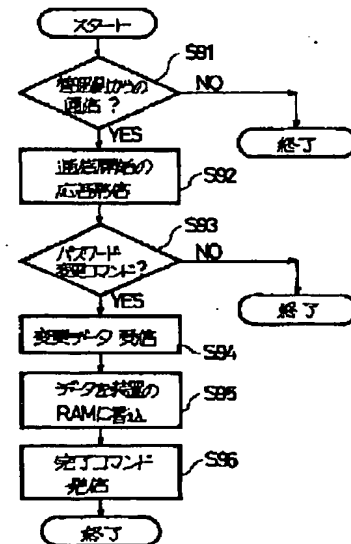 スタート
S91
管理側からの
通信?
NO
終了
YES
通信開始の
応答発信
S92
S93
パスワード
変更コマンド?
NO
終了
YES
変更データ受信
S94
データを装置の
RAMに書込
S95
完了コマンド
発信
S96
終了